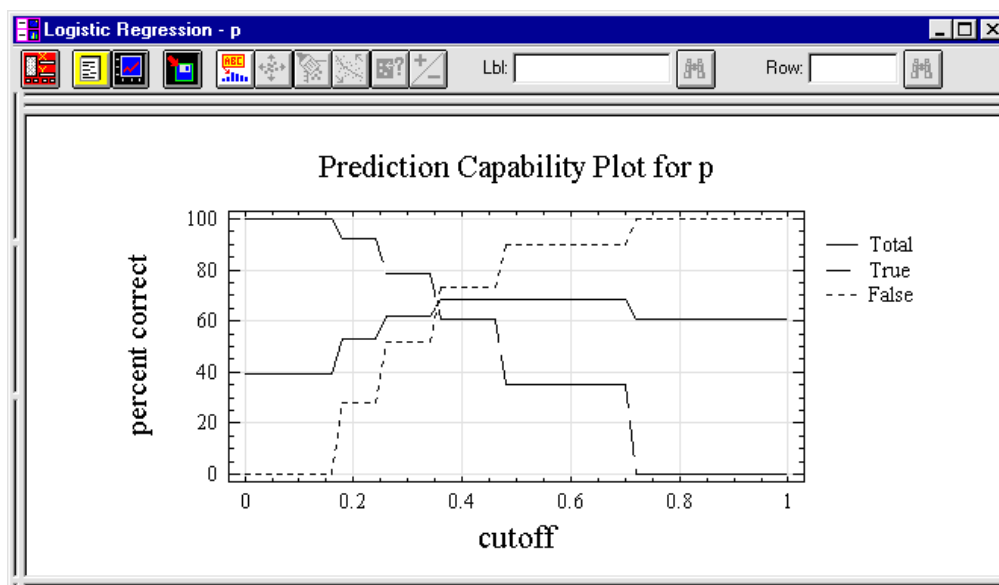 Logistic Regression - p
ABC ? + - Lbl: Row:
Prediction Capability Plot for p
percent correct
100
80
60
40
20
0
0 0.2 0.4 0.6 0.8 1
cutoff
Total
True
False